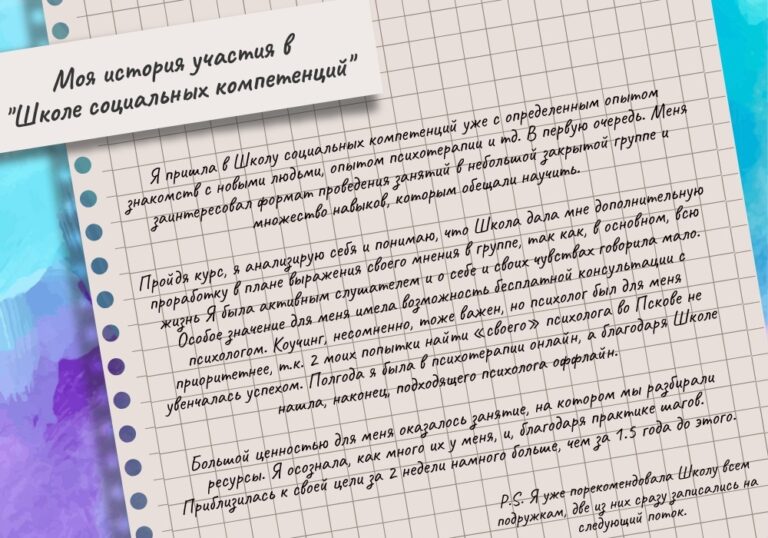 Моя история участия в
"Школе социальных компетенций"
Я пришла в Школу социальных компетенций уже с определенным опытом
знакомств с новыми людьми, опытом психотерапии и тд. В первую очередь. Меня
заинтересовал формат проведения занятий в небольшой закрытой группе и
множество навыков, которым обещали научить.
Пройдя курс, я анализирую себя и понимаю, что Школа дала мне дополнительную
проработку в плане выражения своего мнения в группе, так как, в основном, всю
жизнь Я была активным слушателем и о себе и своих чувствах говорила мало.
Особое значение для меня имела возможность бесплатной консультации с
психологом. Коучинг, несомненно, тоже важен, но психолог был для меня
приоритетнее, т.к. 2 моих попытки найти «своего» психолога во Пскове не
увенчалась успехом. Полгода я была в психотерапии онлайн, а благодаря Школе
нашла, наконец, подходящего психолога оффлайн.
Большой ценностью для меня оказалось занятие, на котором мы разбирали
ресурсы. Я осознала, как много их у меня, и, благодаря практике шагов.
Приблизилась к своей цели за 2 недели намного больше, чем за 1.5 года до этого.
P.S. Я уже порекомендовала Школу всем
подружкам, две из них сразу записались на
следующий поток.